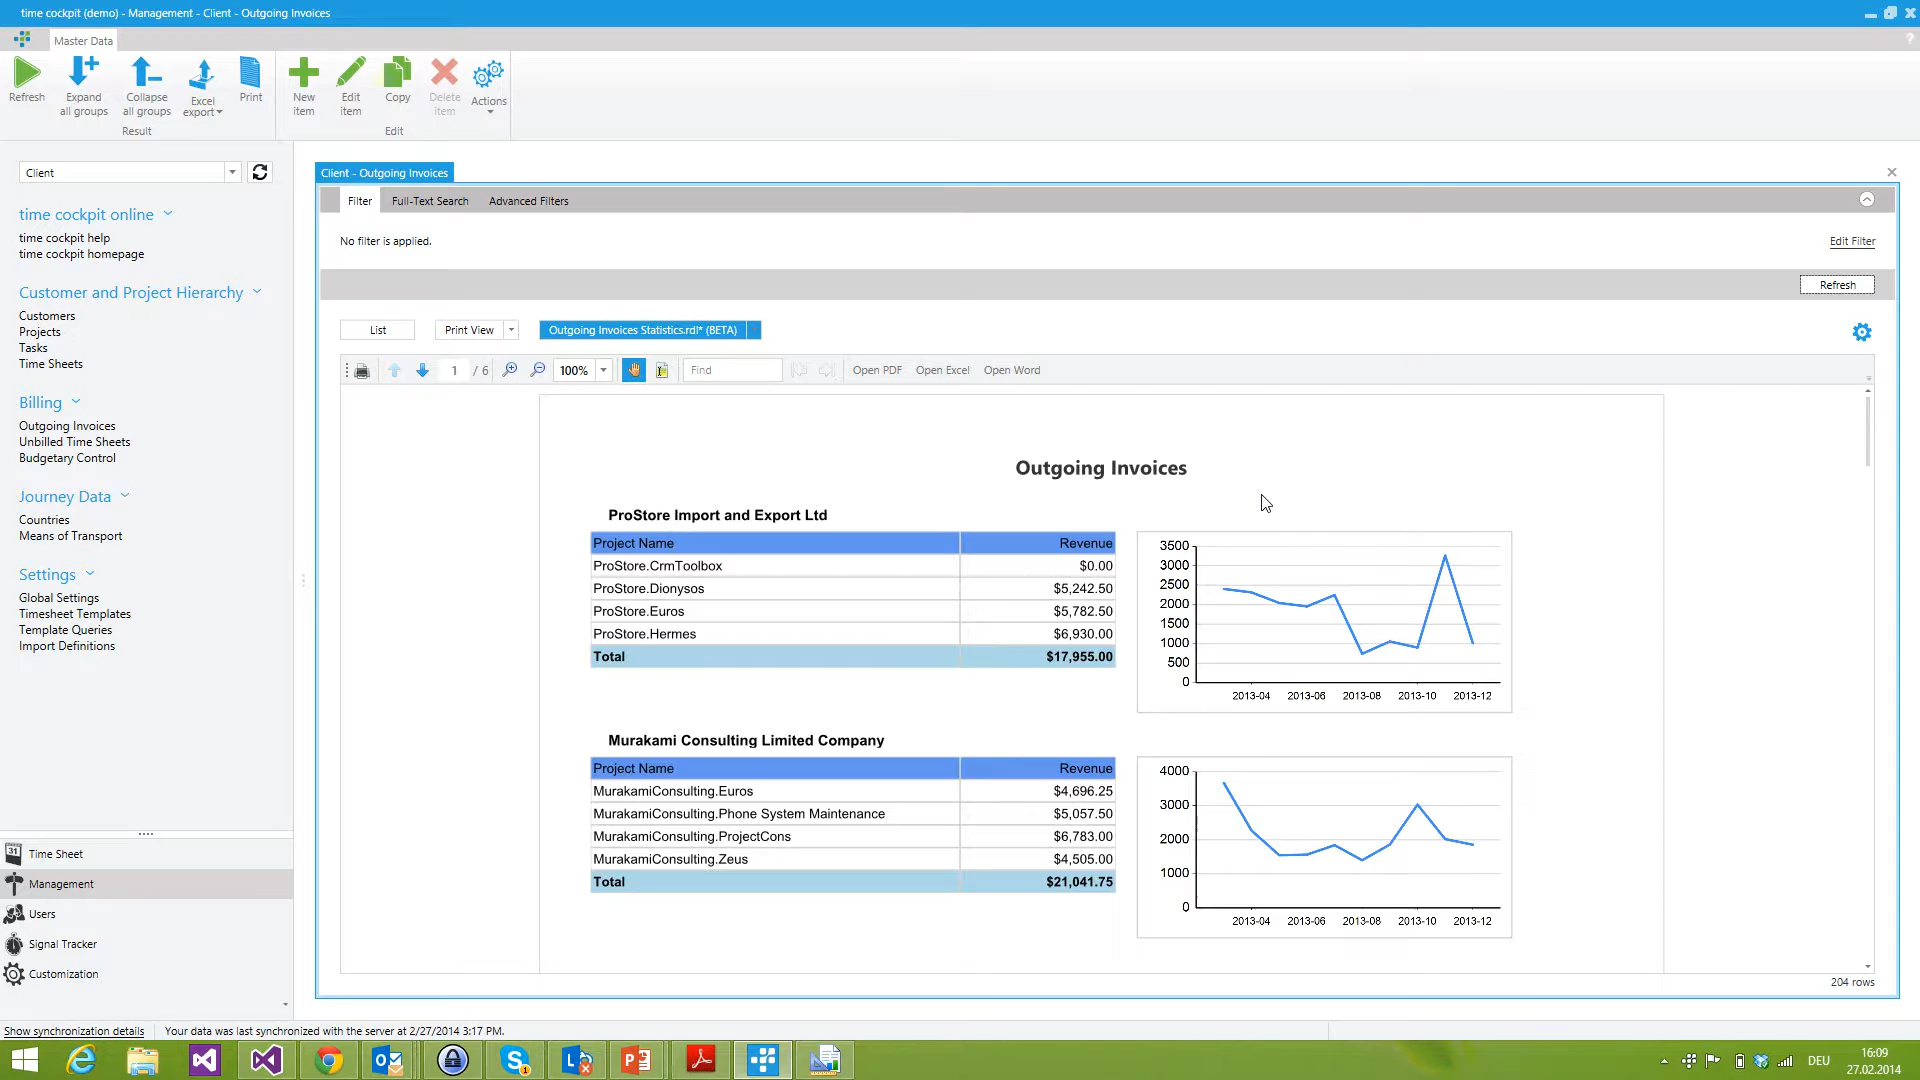 time cockpit (demo) - Management - Client - Outgoing Invoices
Master Data
Refresh
Expand all groups
Collapse all groups
Excel export
Print
New item
Edit item
Copy
Delete item
Actions
Result
Edit
Client
time cockpit online
time cockpit help
time cockpit homepage
Customer and Project Hierarchy
Customers
Projects
Tasks
Time Sheets
Billing
Outgoing Invoices
Unbilled Time Sheets
Budgetary Control
Journey Data
Countries
Means of Transport
Settings
Global Settings
Timesheet Templates
Template Queries
Import Definitions
31 Time Sheet
Management
Users
Signal Tracker
Customization
Client - Outgoing Invoices
Filter Full-Text Search Advanced Filters
No filter is applied. Edit Filter
Refresh
List Print View Outgoing Invoices Statistics.rdl* (BETA)
1 / 6 100% Find Open PDF Open Excel Open Word
Outgoing Invoices
ProStore Import and Export Ltd
Project Name Revenue
ProStore.CrmToolbox $0.00
ProStore.Dionysos $5,242.50
ProStore.Euros $5,782.50
ProStore.Hermes $6,930.00
Total $17,955.00
3500
3000
2500
2000
1500
1000
500
0
2013-04 2013-06 2013-08 2013-10 2013-12
Murakami Consulting Limited Company
Project Name Revenue
MurakamiConsulting.Euros $4,696.25
MurakamiConsulting.Phone System Maintenance $5,057.50
MurakamiConsulting.ProjectCons $6,783.00
MurakamiConsulting.Zeus $4,505.00
Total $21,041.75
4000
3000
2000
1000
0
2013-04 2013-06 2013-08 2013-10 2013-12
204 rows
Show synchronization details Your data was last synchronized with the server at 2/27/2014 3:17 PM.
DEU
16:09
27.02.2014